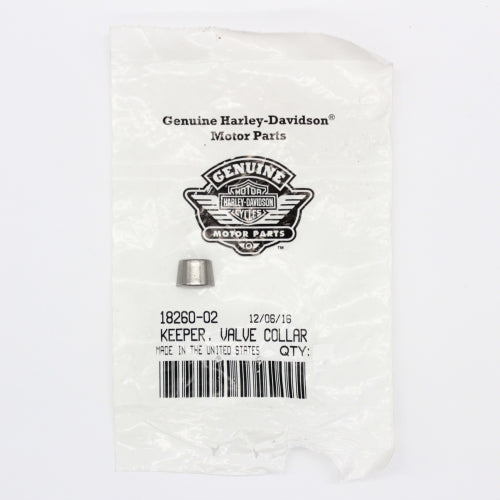 Genuine Harley-Davidson®
Motor Parts
GENUINE
MOTOR
HARLEY-DAVIDSON
CYCLES
MOTOR PARTS
™
18260-02 12/06/16
KEEPER, VALVE COLLAR
MADE IN THE UNITED STATES QTY: